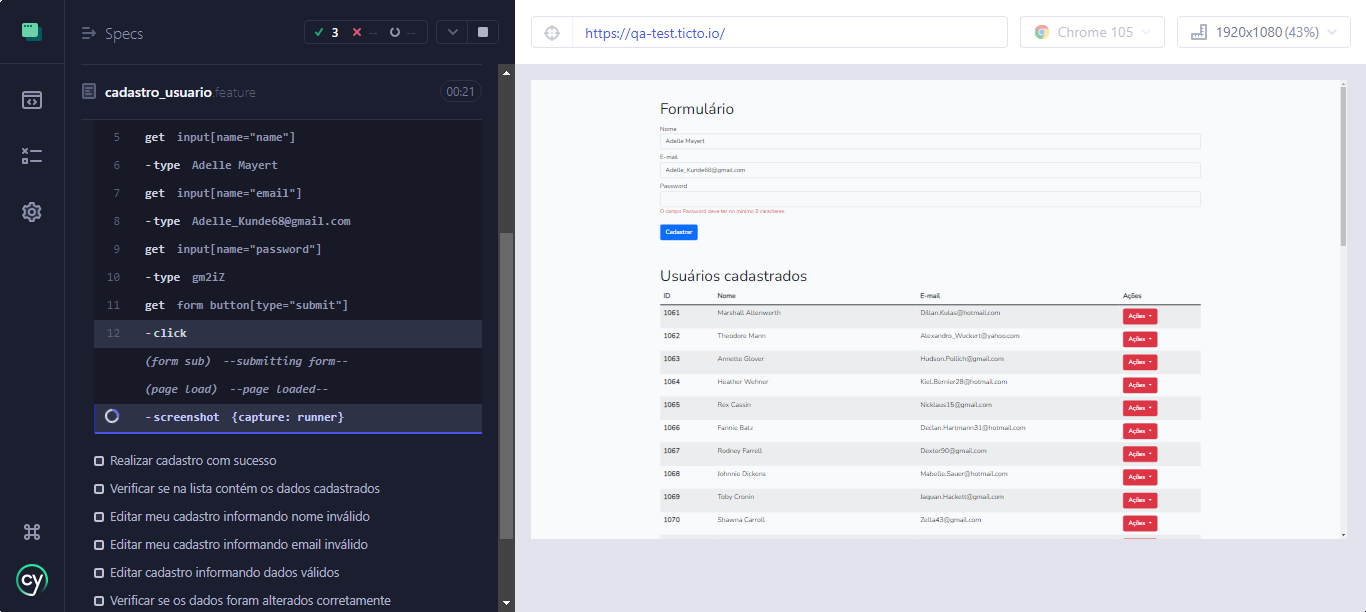 Specs
3
--
--
cadastro_usuario.feature
00:21
5 get input[name="name"]
6 -type Adelle Mayert
7 get input[name="email"]
8 -type Adelle_Kunde68@gmail.com
9 get input[name="password"]
10 -type gm2iZ
11 get form button[type="submit"]
12 -click
(form sub) --submitting form--
(page load) --page loaded--
-screenshot {capture: runner}
Realizar cadastro com sucesso
Verificar se na lista contém os dados cadastrados
Editar meu cadastro informando nome inválido
Editar meu cadastro informando email inválido
Editar cadastro informando dados válidos
Verificar se os dados foram alterados corretamente
cy
https://qa-test.ticto.io/
Chrome 105
1920x1080 (43%)
Formulário
Nome
Adelle Mayert
E-mail
Adelle_Kunde68@gmail.com
Password
O campo Password deve ter no mínimo 8 caracteres
Cadastrar
Usuários cadastrados
ID Nome E-mail Ações
1061 Marshall Altenwerth Dillan.Kulas@hotmail.com Ações
1062 Theodore Mann Alexandro_Wuckert@yahoo.com Ações
1063 Annette Glover Hudson.Pollich@gmail.com Ações
1064 Heather Wehner Kiel.Bernier28@hotmail.com Ações
1065 Rex Cassin Nicklaus15@gmail.com Ações
1066 Fannie Batz Declan.Hartmann31@hotmail.com Ações
1067 Rodney Farrell Dexter90@gmail.com Ações
1068 Johnnie Dickens Mabelle.Sauer@hotmail.com Ações
1069 Toby Cronin Jaquan.Hackett@gmail.com Ações
1070 Shawna Carroll Zella43@gmail.com Ações